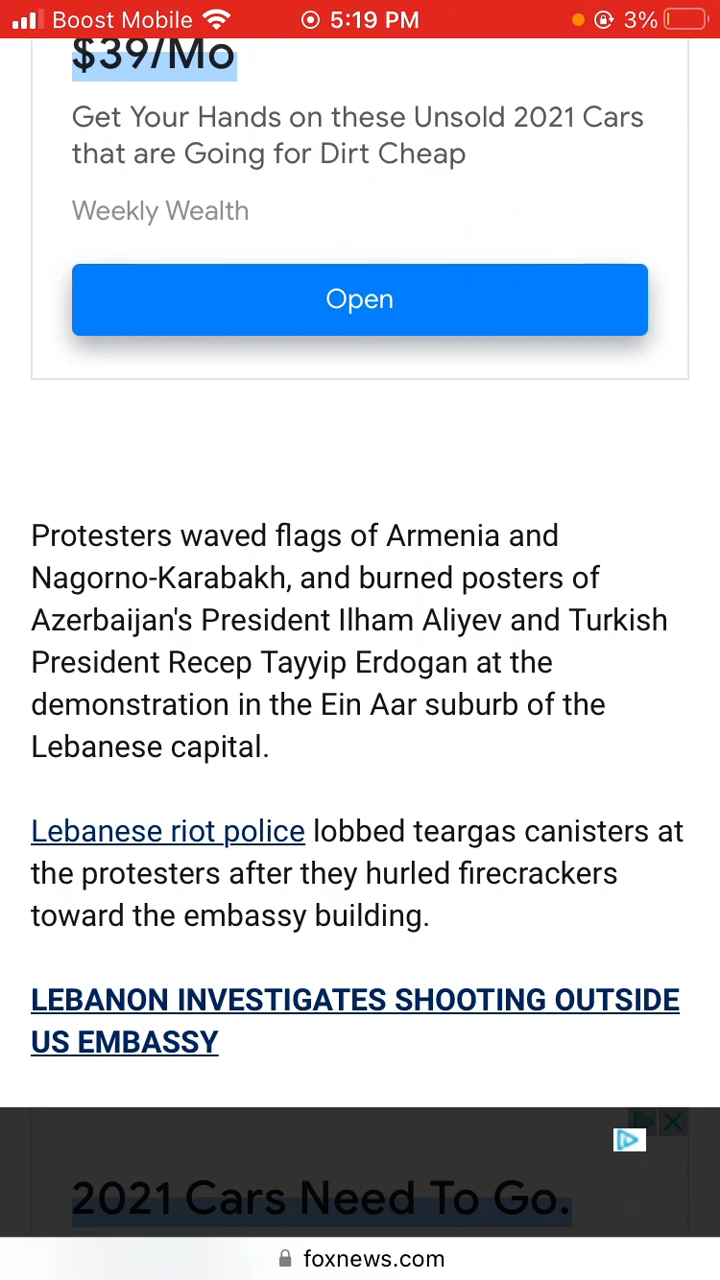 Boost Mobile 5:19 PM 3%
$39/Mo
Get Your Hands on these Unsold 2021 Cars
that are Going for Dirt Cheap
Weekly Wealth
Open
Protesters waved flags of Armenia and
Nagorno-Karabakh, and burned posters of
Azerbaijan's President Ilham Aliyev and Turkish
President Recep Tayyip Erdogan at the
demonstration in the Ein Aar suburb of the
Lebanese capital.
Lebanese riot police lobbed teargas canisters at
the protesters after they hurled firecrackers
toward the embassy building.
LEBANON INVESTIGATES SHOOTING OUTSIDE
US EMBASSY
2021 Cars Need To Go.
foxnews.com